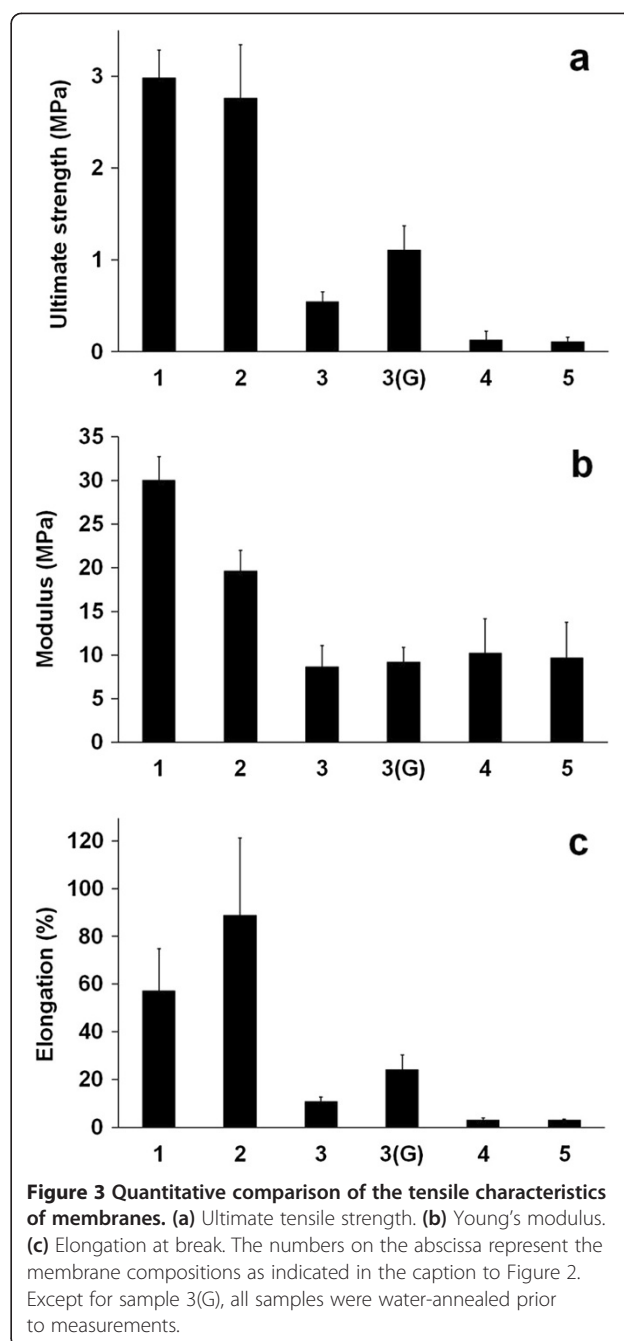 a
Ultimate strength (MPa)
3
2
1
0
1 2 3 3(G) 4 5
b
Modulus (MPa)
35
30
25
20
15
10
5
0
1 2 3 3(G) 4 5
c
Elongation (%)
120
100
80
60
40
20
0
1 2 3 3(G) 4 5
Figure 3 Quantitative comparison of the tensile characteristics
of membranes. (a) Ultimate tensile strength. (b) Young's modulus.
(c) Elongation at break. The numbers on the abscissa represent the
membrane compositions as indicated in the caption to Figure 2.
Except for sample 3(G), all samples were water-annealed prior
to measurements.